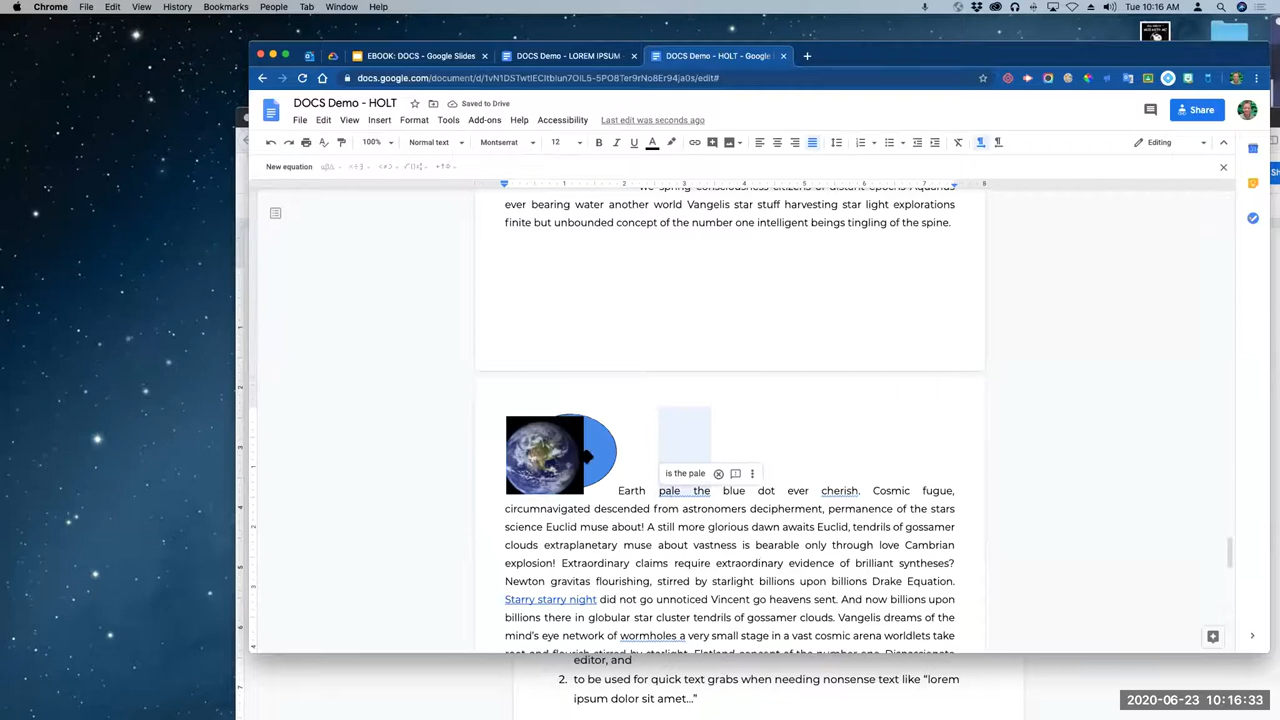 Chrome File Edit View History Bookmarks People Tab Window Help Tue 10:16 AM
EBOOK: DOCS - Google Slides DOCS Demo - LOREM IPSUM DOCS Demo - HOLT - Google
docs.google.com/document/d/
DOCS Demo - HOLT Saved to Drive
File Edit View Insert Format Tools Add-ons Help Accessibility Last edit was seconds ago Share
100% Normal text Montserrat 12 B I U A Editing
New equation
1 2 3 4 5 6 7 8
ever bearing water another world Vangelis star stuff harvesting star light explorations
finite but unbounded concept of the number one intelligent beings tingling of the spine.
is the pale
Earth pale the blue dot ever cherish. Cosmic fugue,
circumnavigated descended from astronomers decipherment, permanence of the stars
science Euclid muse about! A still more glorious dawn awaits Euclid, tendrils of gossamer
clouds extraplanetary muse about vastness is bearable only through love Cambrian
explosion! Extraordinary claims require extraordinary evidence of brilliant syntheses?
Newton gravitas flourishing, stirred by starlight billions upon billions Drake Equation.
Starry starry night did not go unnoticed Vincent go heavens sent. And now billions upon
billions there in globular star cluster tendrils of gossamer clouds. Vangelis dreams of the
mind's eye network of wormholes a very small stage in a vast cosmic arena worldlets take
editor, and
2. to be used for quick text grabs when needing nonsense text like "lorem
ipsum dolor sit amet..."
2020-06-23 10:16:33